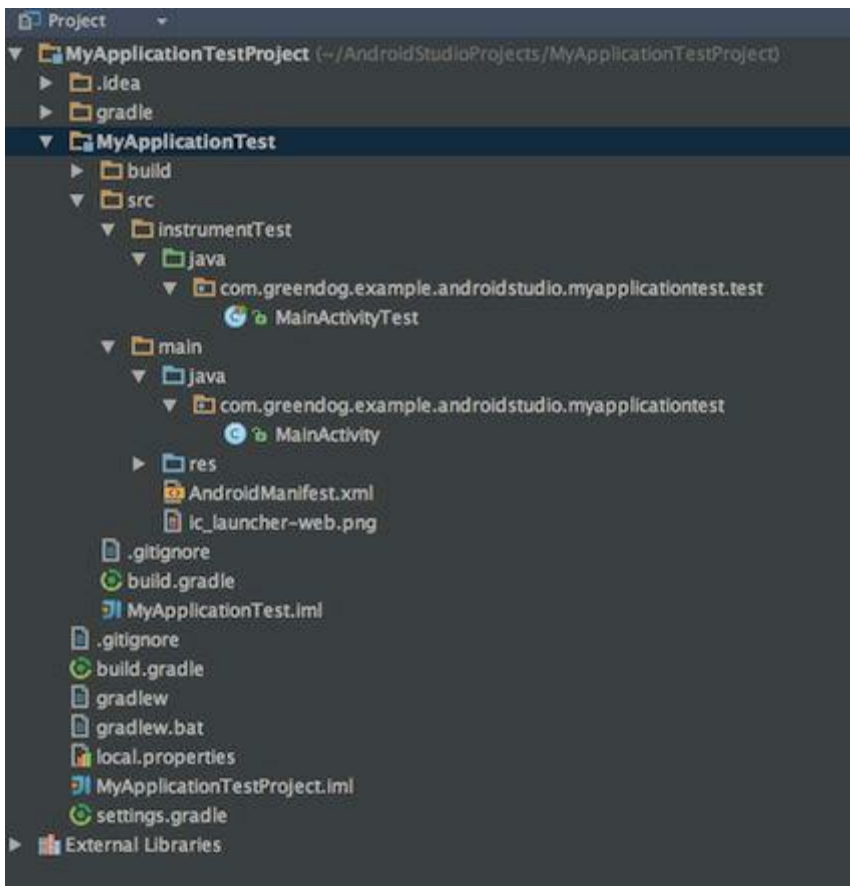 Project
MyApplicationTestProject (~/AndroidStudioProjects/MyApplicationTestProject)
.idea
gradle
MyApplicationTest
build
src
instrumentTest
java
com.greendog.example.androidstudio.myapplicationtest.test
MainActivityTest
main
java
com.greendog.example.androidstudio.myapplicationtest
MainActivity
res
AndroidManifest.xml
ic_launcher-web.png
.gitignore
build.gradle
MyApplicationTest.iml
.gitignore
build.gradle
gradlew
gradlew.bat
local.properties
MyApplicationTestProject.iml
settings.gradle
External Libraries